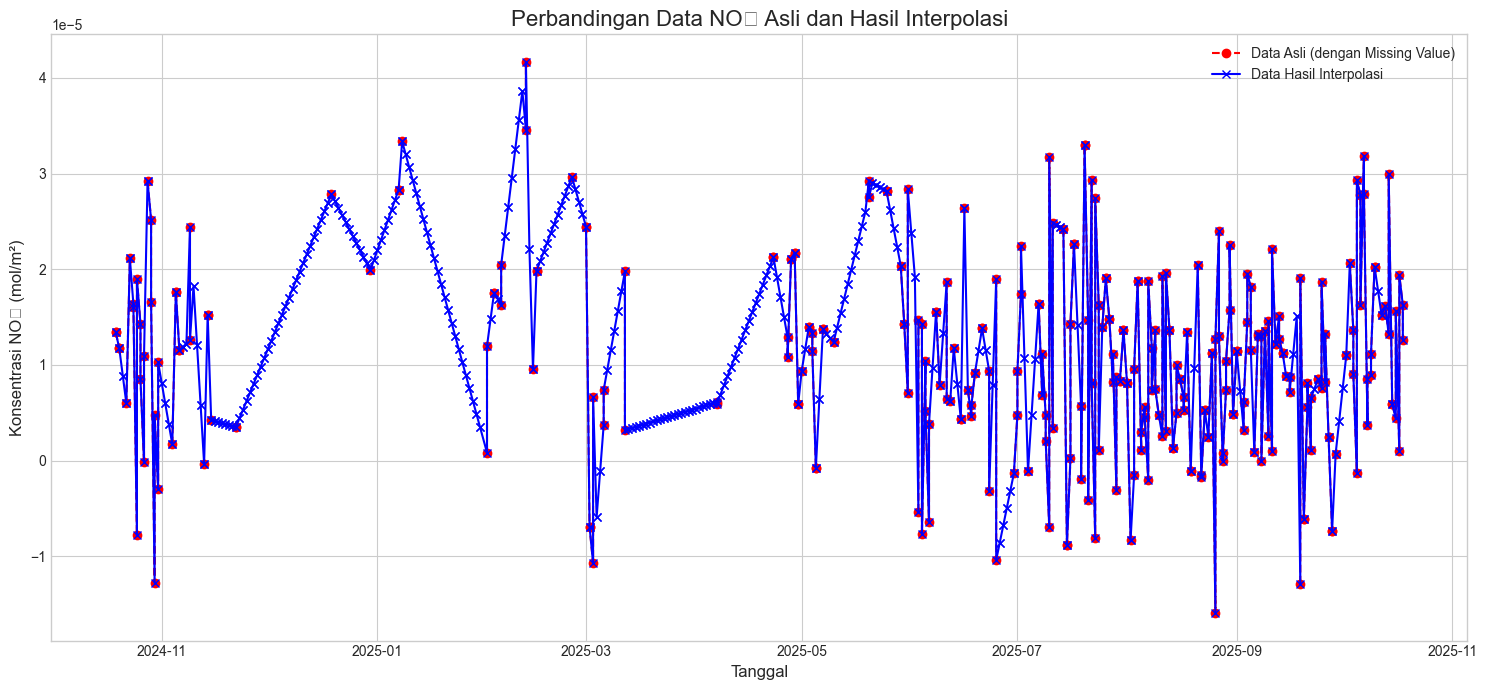 Perbandingan Data NO▯ Asli dan Hasil Interpolasi
1e−5
Data Asli (dengan Missing Value)
Data Hasil Interpolasi
4
3
2
1
0
−1
Konsentrasi NO▯ (mol/m²)
2024-11
2025-01
2025-03
2025-05
2025-07
2025-09
2025-11
Tanggal